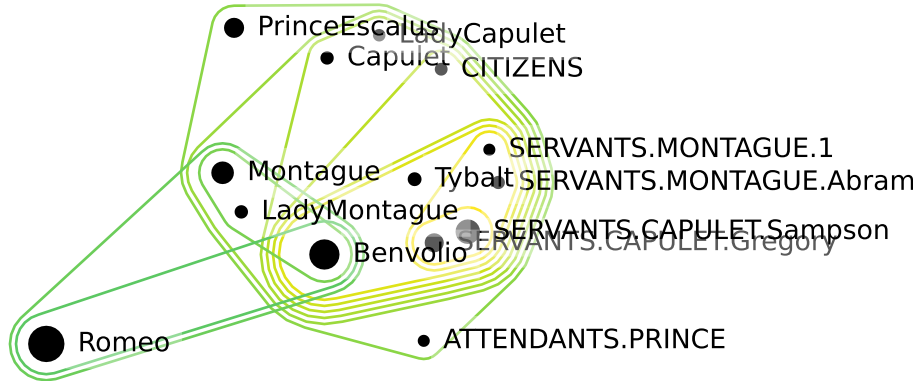 PrinceEscalus
LadyCapulet
Capulet
CITIZENS
SERVANTS.MONTAGUE.1
Montague
Tybalt
SERVANTS.MONTAGUE.Abram
LadyMontague
SERVANTS.CAPULET.Sampson
SERVANTS.CAPULET.Gregory
Benvolio
ATTENDANTS.PRINCE
Romeo